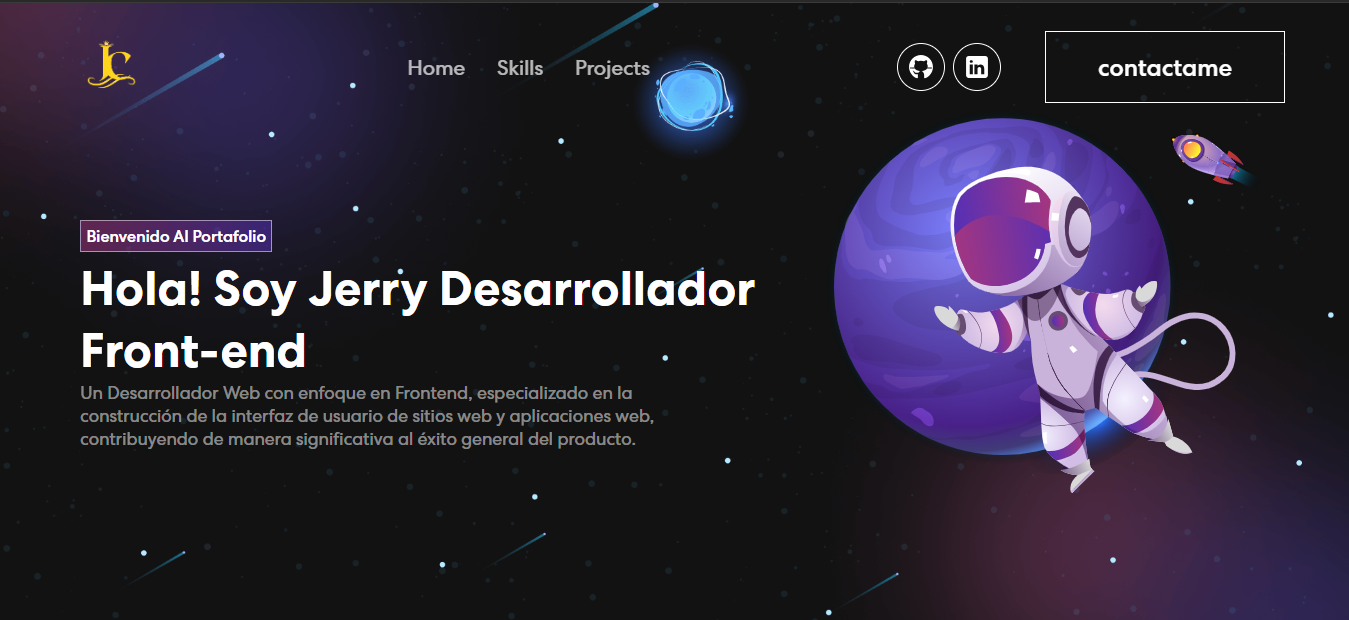 JC
Home Skills Projects
in
contactame
Bienvenido Al Portafolio
Hola! Soy Jerry Desarrollador
Front-end
Un Desarrollador Web con enfoque en Frontend, especializado en la
construcción de la interfaz de usuario de sitios web y aplicaciones web,
contribuyendo de manera significativa al éxito general del producto.